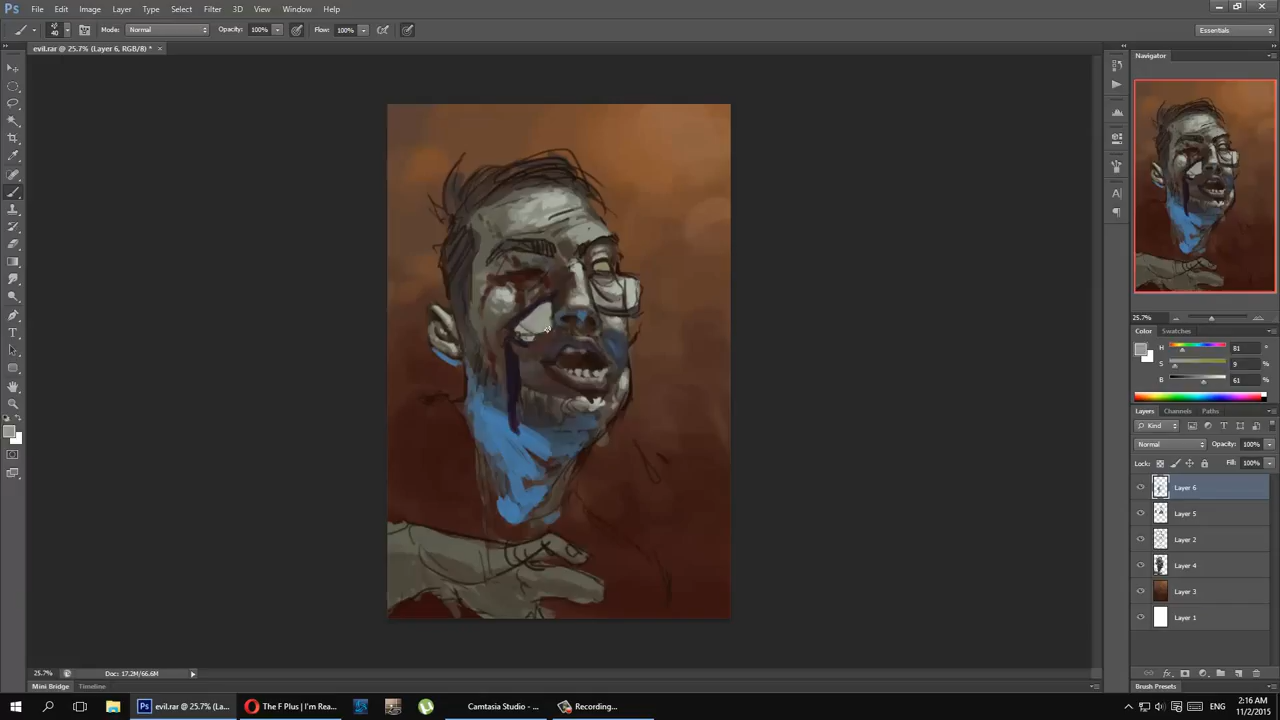 Ps File Edit Image Layer Type Select Filter 3D View Window Help
40 Mode: Normal Opacity: 100% Flow: 100% Essentials
evil.rar @ 25.7% (Layer 6, RGB/8) * ×
Navigator
25.7%
Color Swatches
H 81 °
S 9 %
B 61 %
Layers Channels Paths
Kind
Normal Opacity: 100%
Lock: Fill: 100%
Layer 6
Layer 5
Layer 2
Layer 4
Layer 3
Layer 1
25.7% Doc: 17.2M/66.6M
Mini Bridge Timeline Brush Presets
Ps evil.rar @ 25.7% (La... The F Plus | I'm Rea... Camtasia Studio - ... Recording... 2:16 AM
11/2/2015